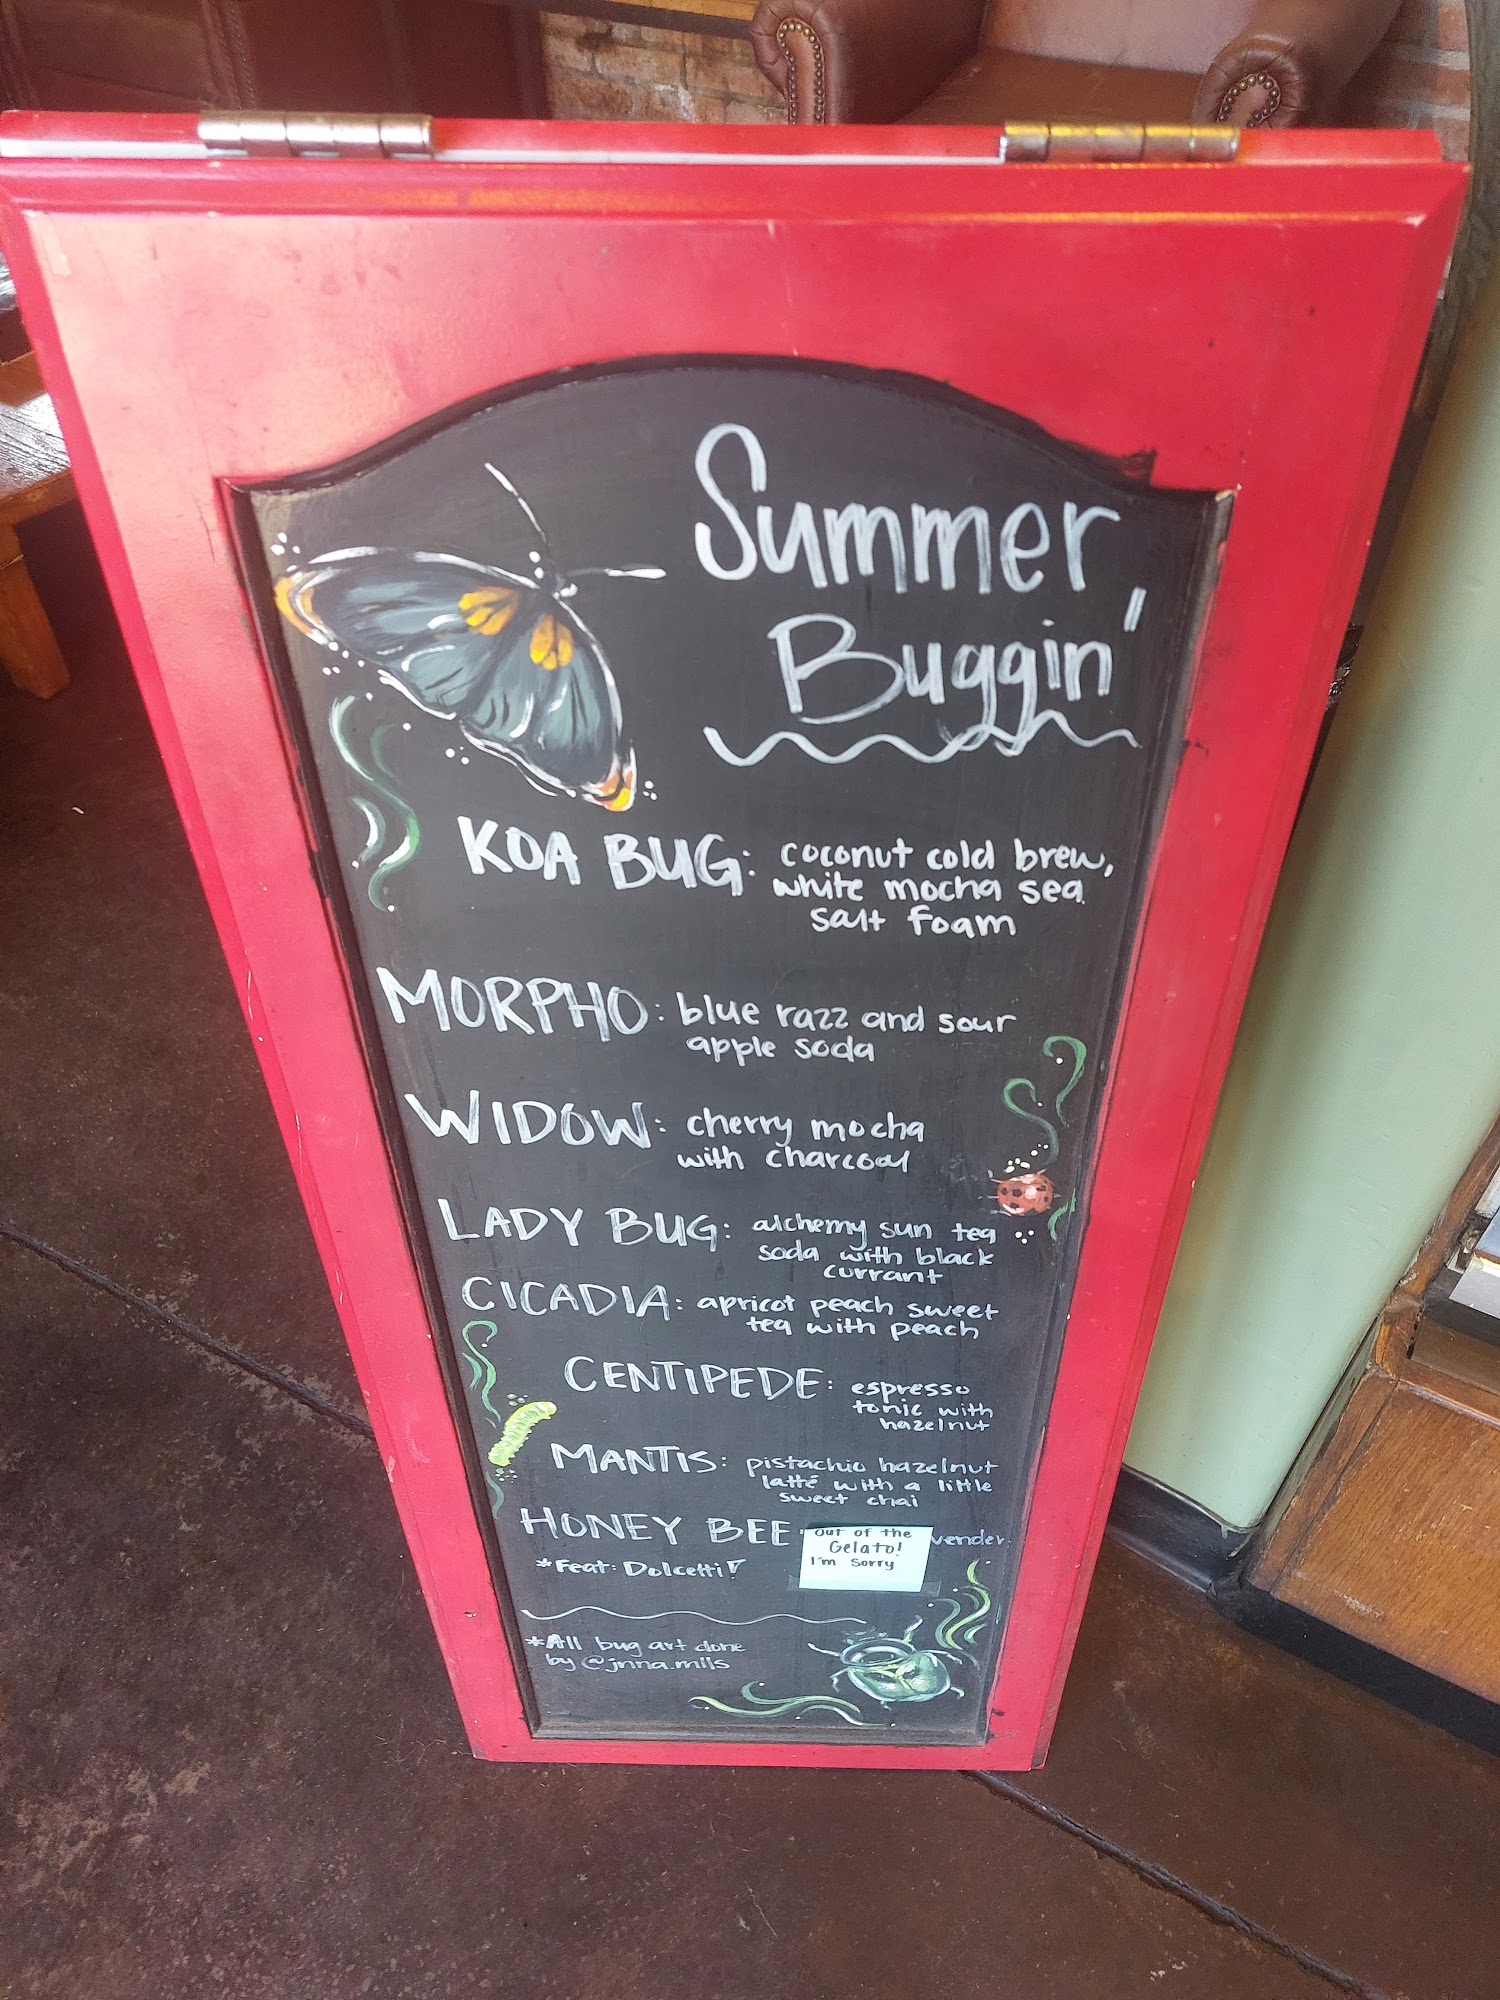 Summer
Buggin'
KOA BUG: coconut cold brew,
white mocha sea
salt foam
MORPHO: blue razz and sour
apple soda
WIDOW: cherry mocha
with charcoal
LADY BUG: alchemy sun tea
soda with black
currant
CICADIA: apricot peach sweet
tea with peach
CENTIPEDE: espresso
tonic with
hazelnut
MANTIS: pistachio hazelnut
latté with a little
sweet chai
HONEY BEE
Out of the
Gelato!
I'm sorry
*Feat: Dolcetti!
*All bug art done
by @jnna.mils